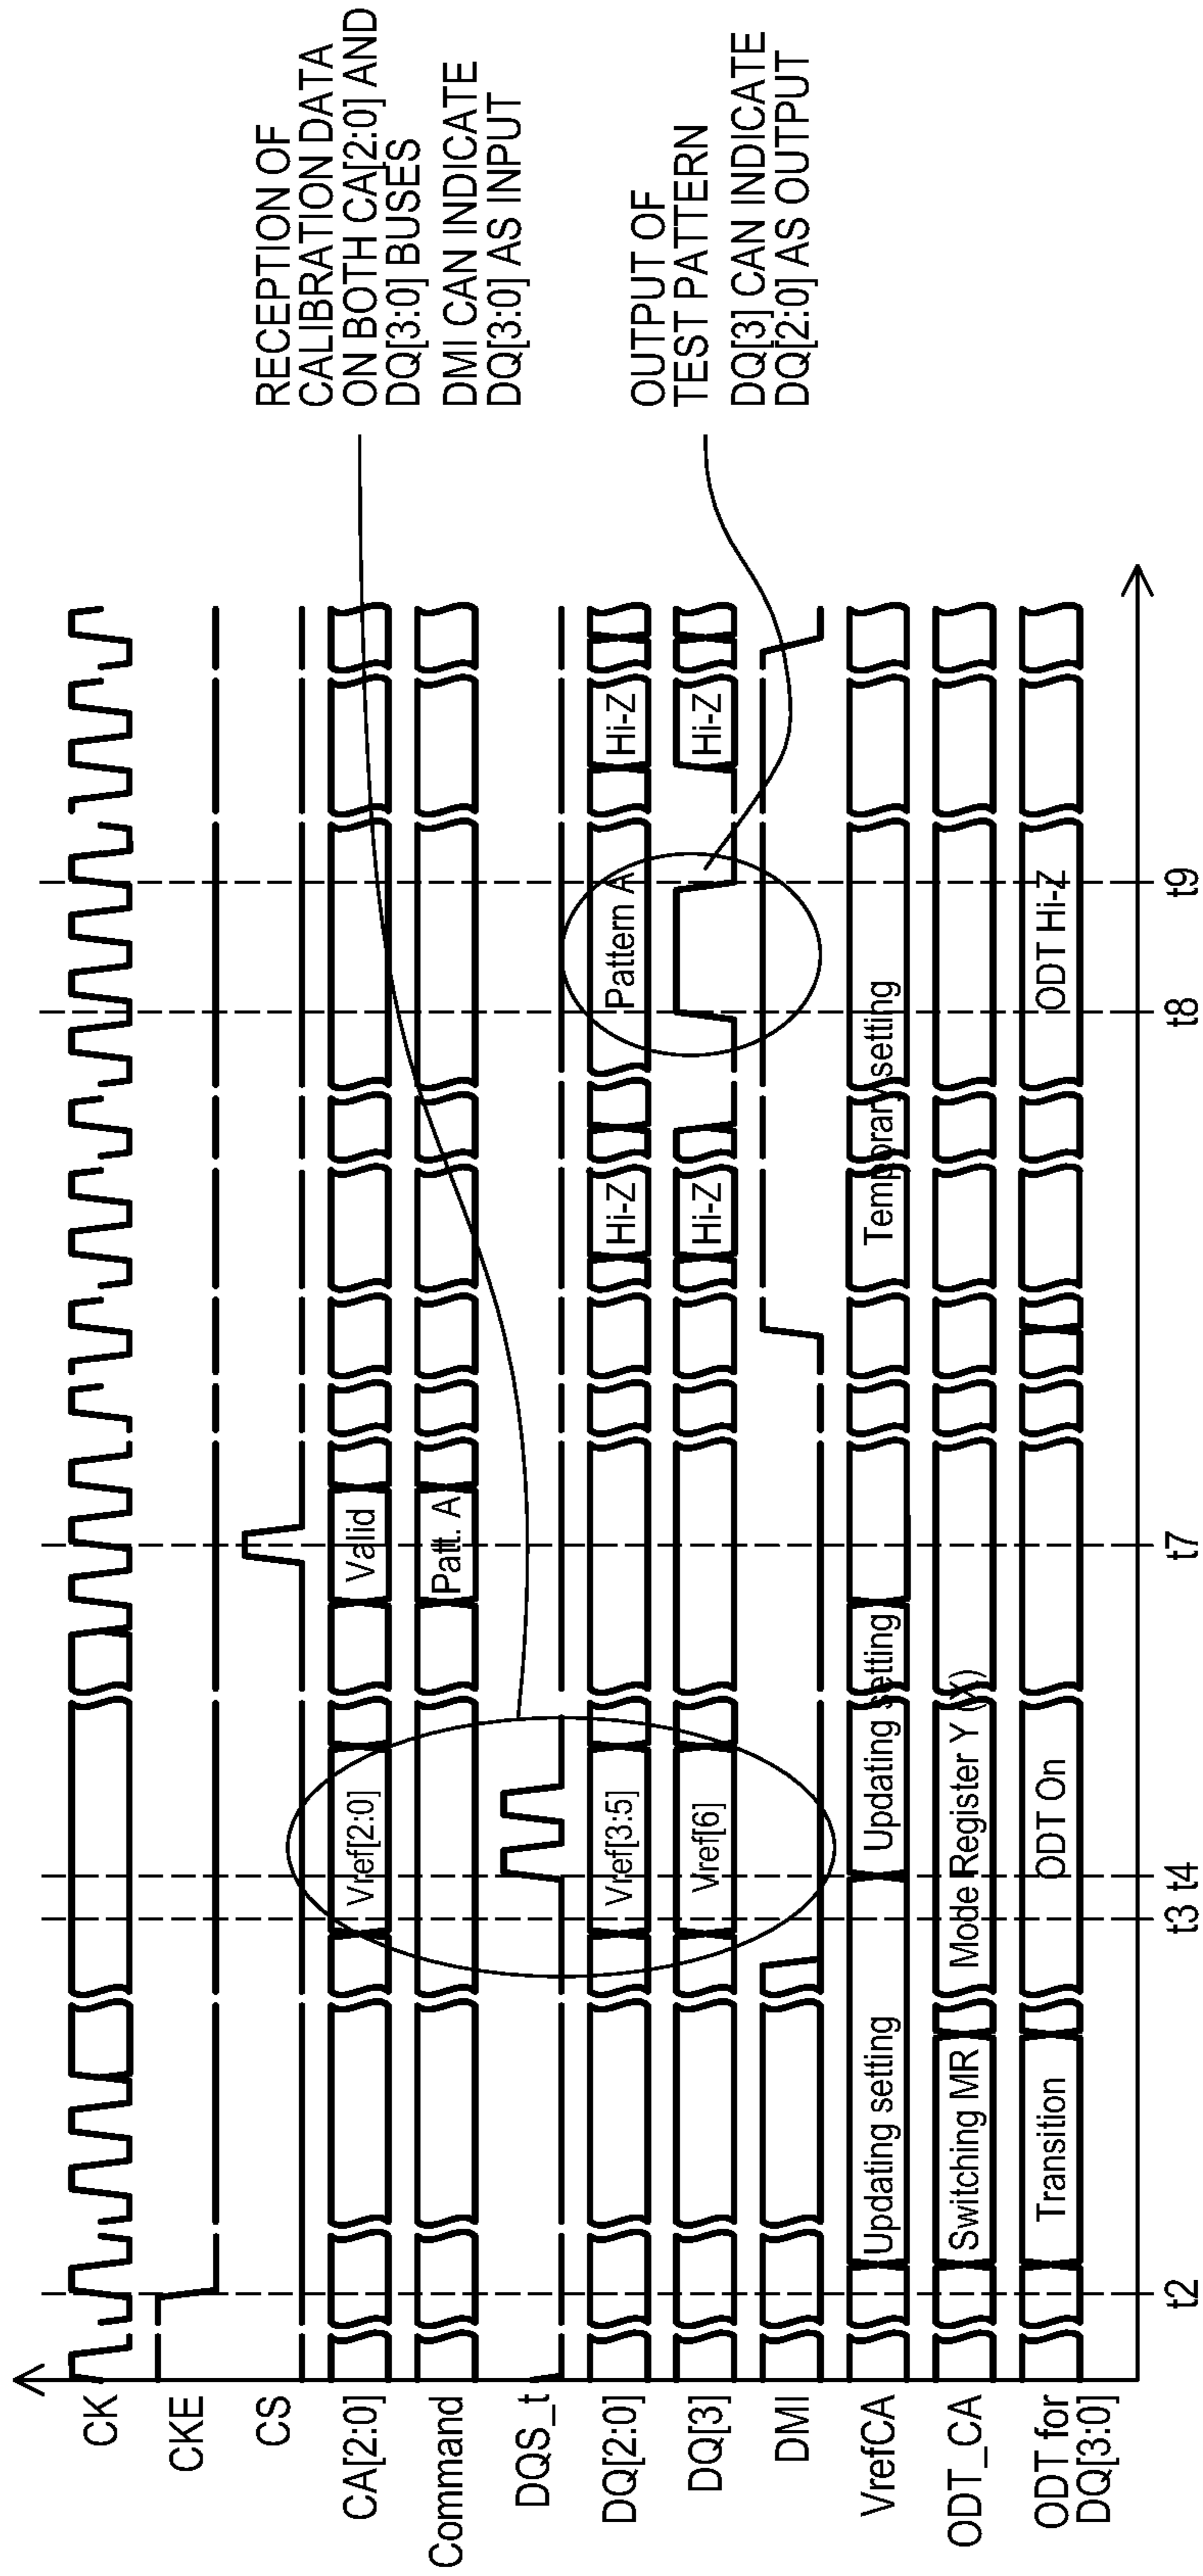 CK
CKE
CS
CA[2:0]
Vref[2:0]
Valid
Command
Patt. A
DQS_t
DQ[2:0]
Vref[3:5]
Hi-Z
Pattern A
Hi-Z
DQ[3]
Vref[6]
Hi-Z
Hi-Z
DMI
VrefCA
Updating setting
Updating setting
Temporary setting
ODT_CA
Switching MR
Mode Register Y (X)
ODT for
DQ[3:0]
Transition
ODT On
ODT Hi-Z
t2
t3
t4
t7
t8
t9
RECEPTION OF
CALIBRATION DATA
ON BOTH CA[2:0] AND
DQ[3:0] BUSES
DMI CAN INDICATE
DQ[3:0] AS INPUT
OUTPUT OF
TEST PATTERN
DQ[3] CAN INDICATE
DQ[2:0] AS OUTPUT